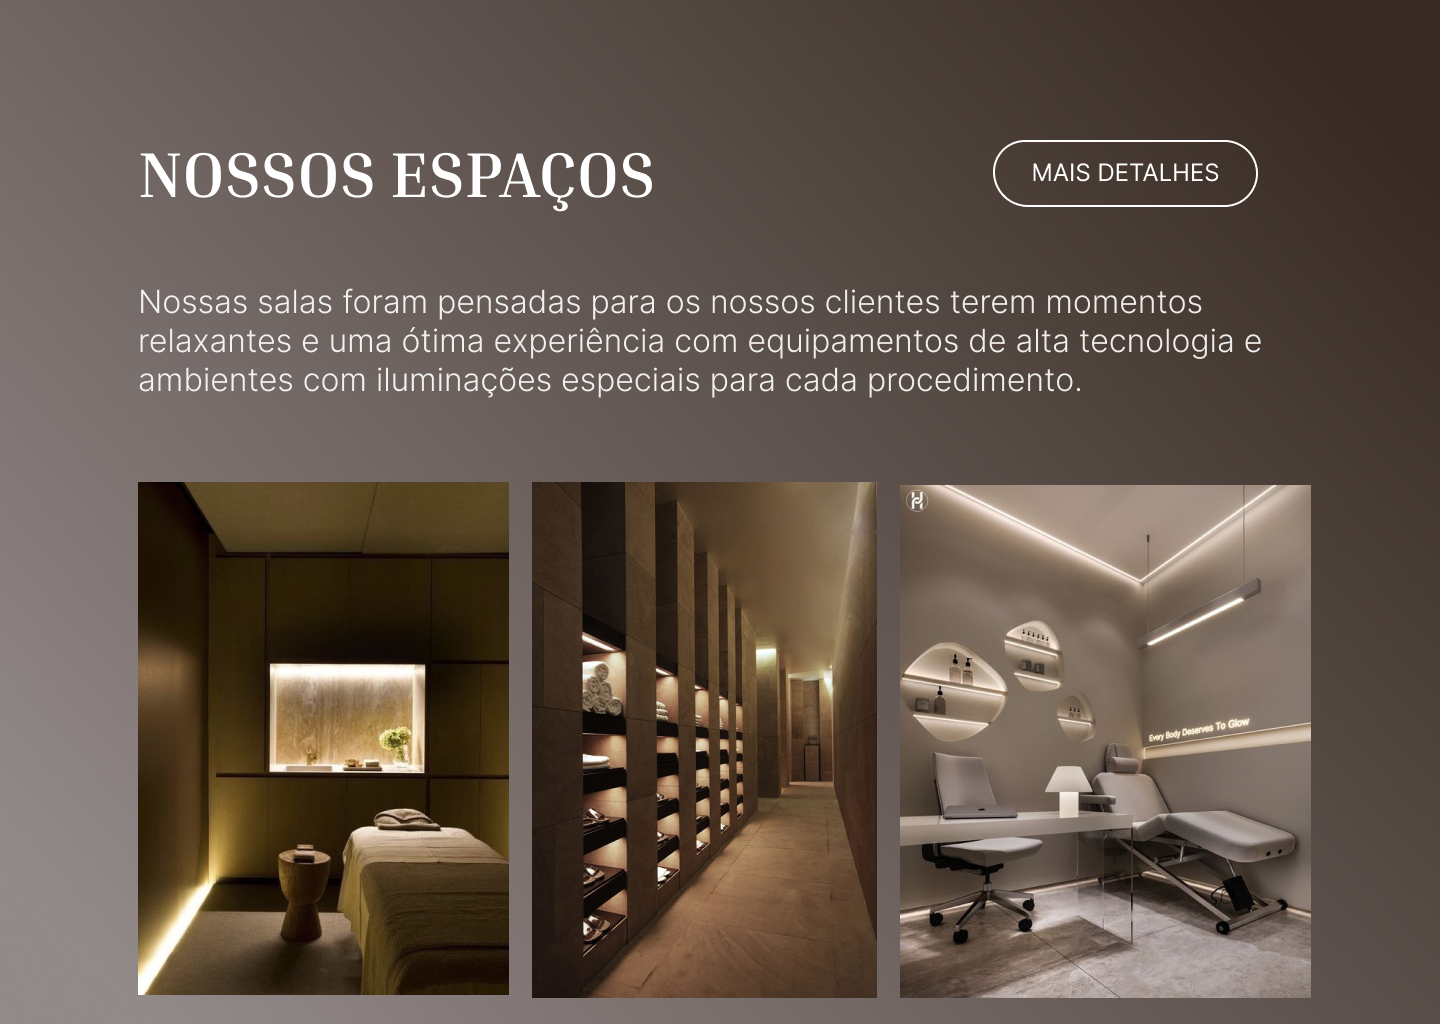 NOSSOS ESPAÇOS
MAIS DETALHES
Nossas salas foram pensadas para os nossos clientes terem momentos
relaxantes e uma ótima experiência com equipamentos de alta tecnologia e
ambientes com iluminações especiais para cada procedimento.
Every Body Deserves To Glow